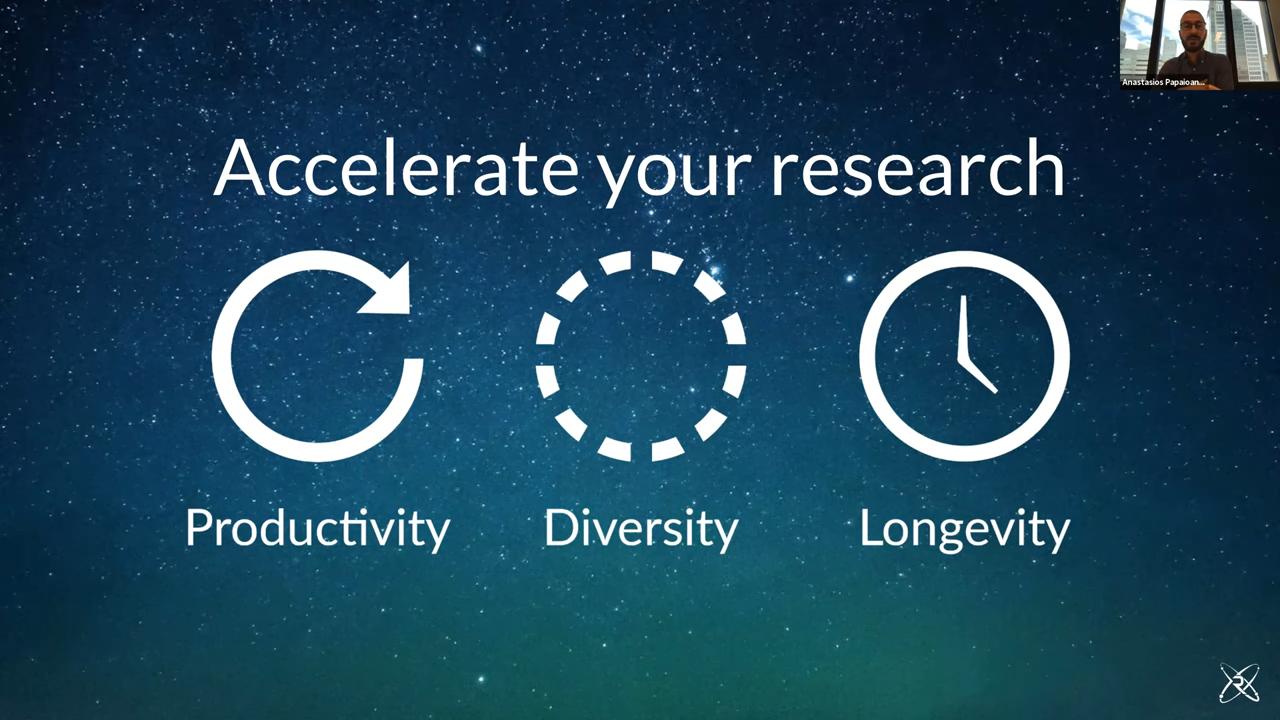 Anastasios Papaioan...
Accelerate your research
Productivity
Diversity
Longevity